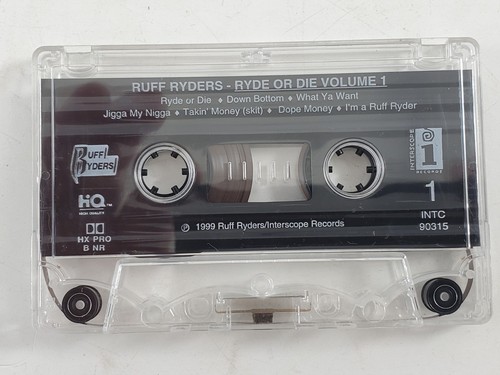 RUFF RYDERS - RYDE OR DIE VOLUME 1
Ryde or Die ♦ Down Bottom ♦ What Ya Want
Jigga My Nigga ♦ Takin' Money (skit) ♦ Dope Money ♦ I'm a Ruff Ryder
RUFF RYDERS
HQ™
HIGH QUALITY
HX PRO
B NR
INTERSCOPE
RECORDS
1
INTC
90315
℗ 1999 Ruff Ryders/Interscope Records